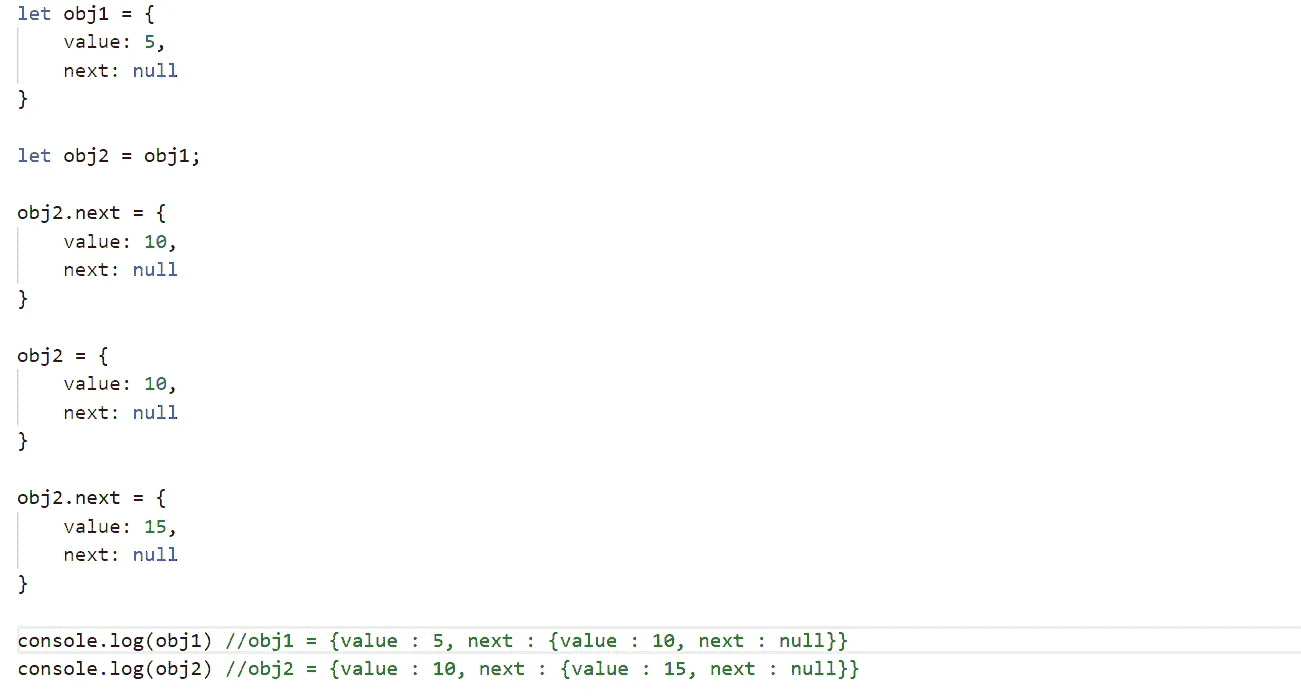 let obj1 = {
    value: 5,
    next: null
}

let obj2 = obj1;

obj2.next = {
    value: 10,
    next: null
}

obj2 = {
    value: 10,
    next: null
}

obj2.next = {
    value: 15,
    next: null
}

console.log(obj1) //obj1 = {value : 5, next : {value : 10, next : null}}
console.log(obj2) //obj2 = {value : 10, next : {value : 15, next : null}}